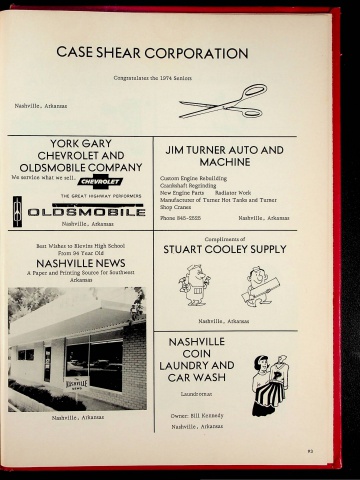 CASE SHEAR CORPORATION
Congratulates the 1974 Seniors
Nashville, Arkansas
YORK GARY
CHEVROLET AND
OLDSMOBILE COMPANY
We service what we sell..
CHEVROLET
THE GREAT HIGHWAY PERFORMERS
OLDSMOBILE
Nashville, Arkansas
JIM TURNER AUTO AND
MACHINE
Custom Engine Rebuilding
Crankshaft Regrinding
New Engine Parts Radiator Work
Manufacturer of Turner Hot Tanks and Turner
Shop Cranes
Phone 845-2525 Nashville, Arkansas
Best Wishes to Blevins High School
From 94 Year Old
NASHVILLE NEWS
A Paper and Printing Source for Southwest
Arkansas
The
NASHVILLE
NEWS
Nashville, Arkansas
Compliments of
STUART COOLEY SUPPLY
Nashville, Arkansas
NASHVILLE
COIN
LAUNDRY AND
CAR WASH
Laundromat
Owner: Bill Kennedy
Nashville, Arkansas